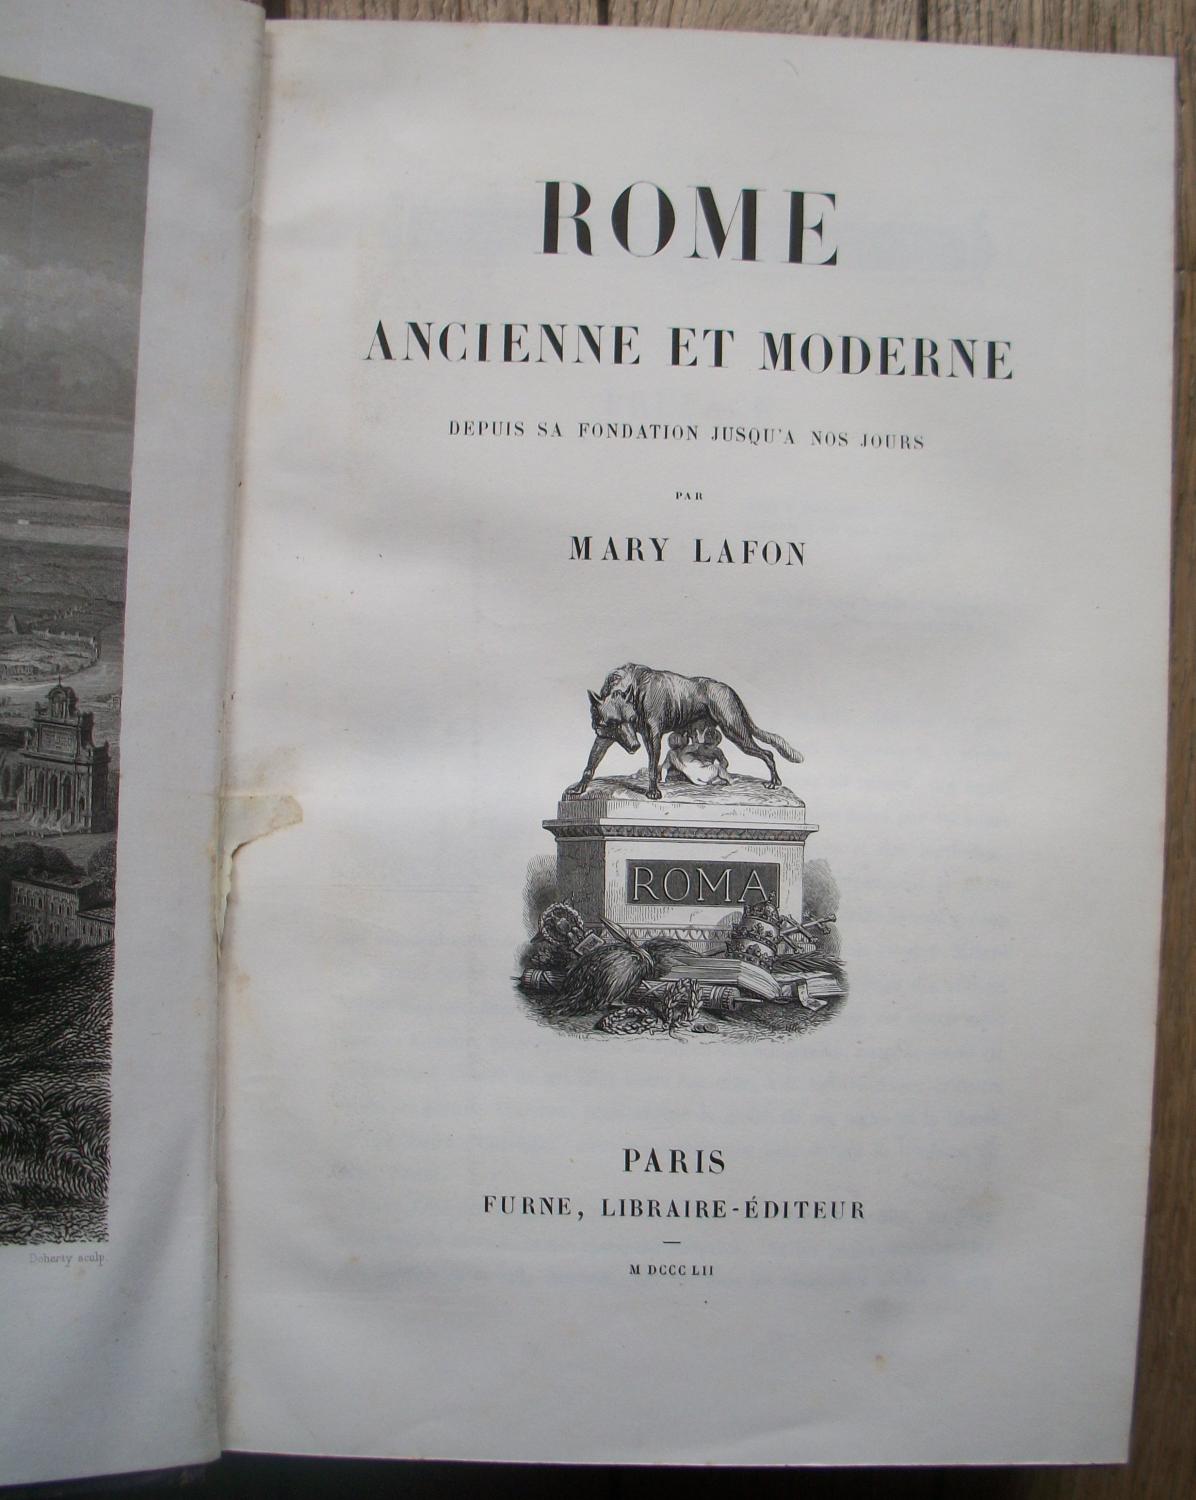 ROME
ANCIENNE ET MODERNE
DEPUIS SA FONDATION JUSQU'A NOS JOURS
PAR
MARY LAFON
ROMA
PARIS
FURNE, LIBRAIRE-ÉDITEUR
M DCCC LII
Doherty sculp.